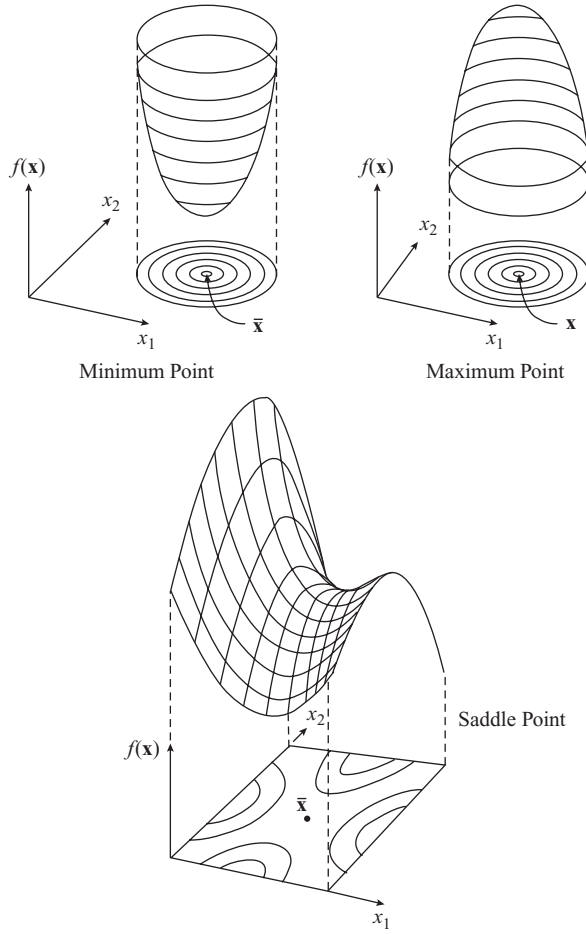 f(x)
x₂
x̄
x₁
Minimum Point
f(x)
x₂
x
x₁
Maximum Point
Saddle Point
f(x)
x₂
x̄
x₁